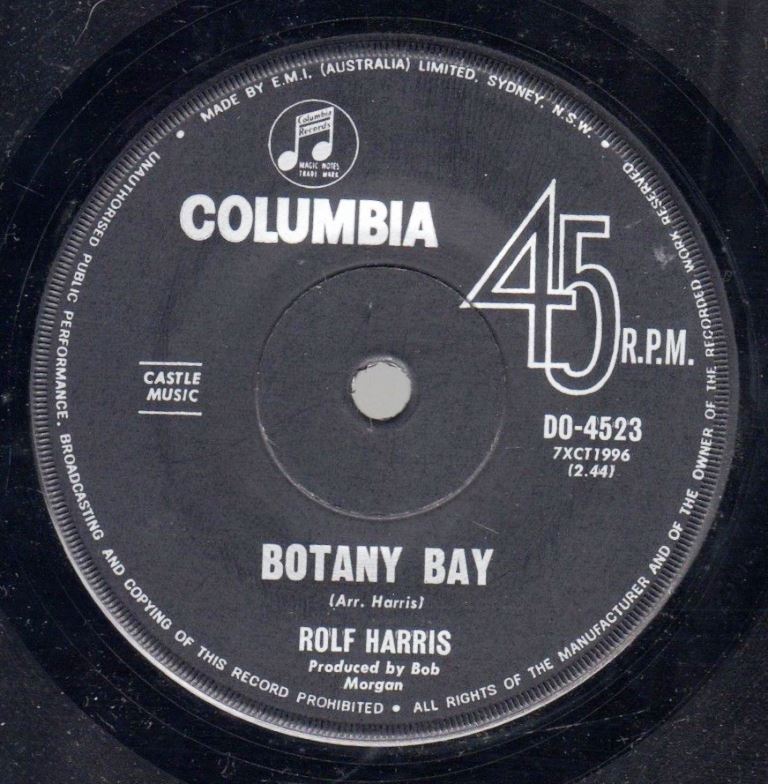 MADE BY E.M.I. (AUSTRALIA) LIMITED, SYDNEY. N.S.W.
Columbia
Records
MAGIC NOTES
TRADE MARK
COLUMBIA
45
R.P.M.
CASTLE
MUSIC
DO-4523
7XCT1996
(2.44)
BOTANY BAY
(Arr. Harris)
ROLF HARRIS
Produced by Bob
Morgan
UNAUTHORISED PUBLIC PERFORMANCE, BROADCASTING AND COPYING OF THIS RECORD PROHIBITED • ALL RIGHTS OF THE MANUFACTURER AND OF THE OWNER OF THE RECORDED WORK RESERVED